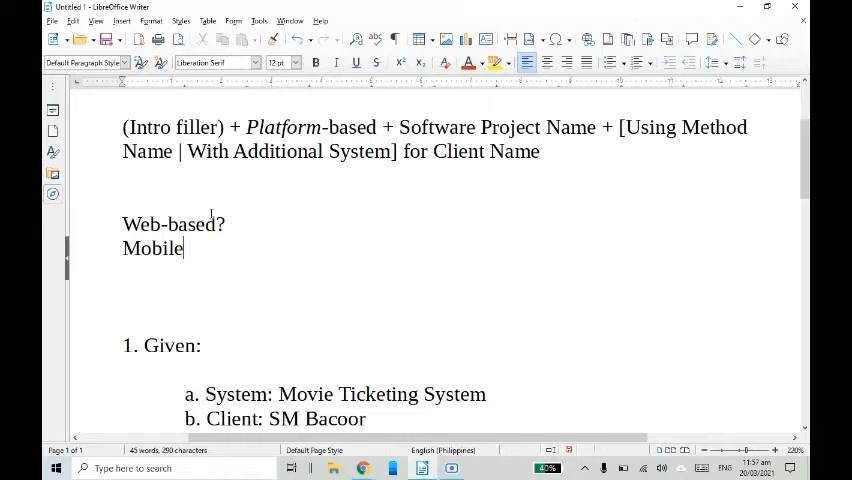 Untitled 1 - LibreOffice Writer
File Edit View Insert Format Styles Table Form Tools Window Help
Default Paragraph Style Liberation Serif 12 pt
(Intro filler) + Platform-based + Software Project Name + [Using Method
Name | With Additional System] for Client Name
Web-based?
Mobile
1. Given:
a. System: Movie Ticketing System
b. Client: SM Bacoor
Page 1 of 1 45 words, 290 characters Default Page Style English (Philippines) 220%
Type here to search 40% ENG 11:57 am
20/03/2021